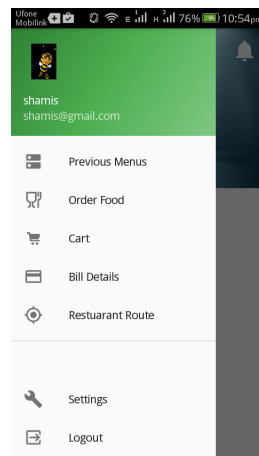 Ufone
Mobilink
E
H
76%
10:54pm
shamis
shamis@gmail.com
Previous Menus
Order Food
Cart
Bill Details
Restuarant Route
Settings
Logout